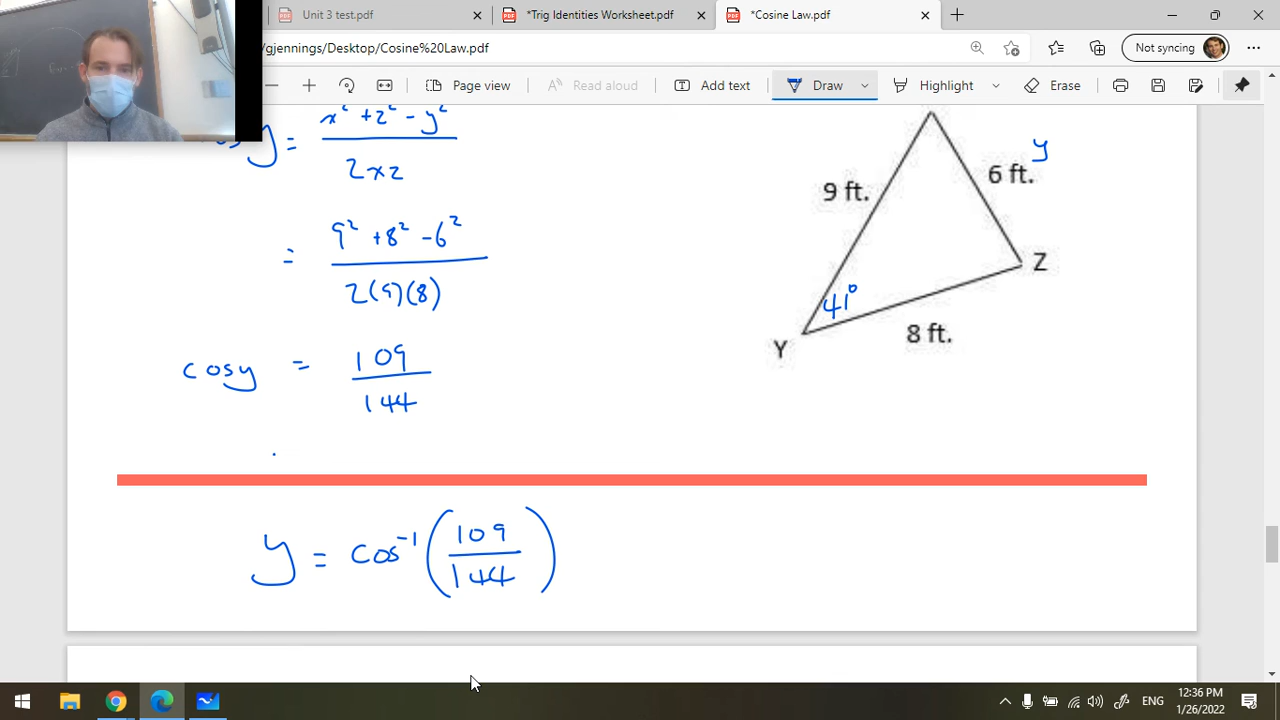 Unit 3 test.pdf
*Trig Identities Worksheet.pdf
*Cosine Law.pdf
/gjennings/Desktop/Cosine%20Law.pdf
Not syncing
Page view
Read aloud
Add text
Draw
Highlight
Erase
y = x² + z² - y²
2xz
= 9² + 8² - 6²
2(9)(8)
cosy = 109
144
y = cos⁻¹ (109
144)
y
9 ft.
6 ft.
Z
41°
8 ft.
Y
ENG
12:36 PM
1/26/2022